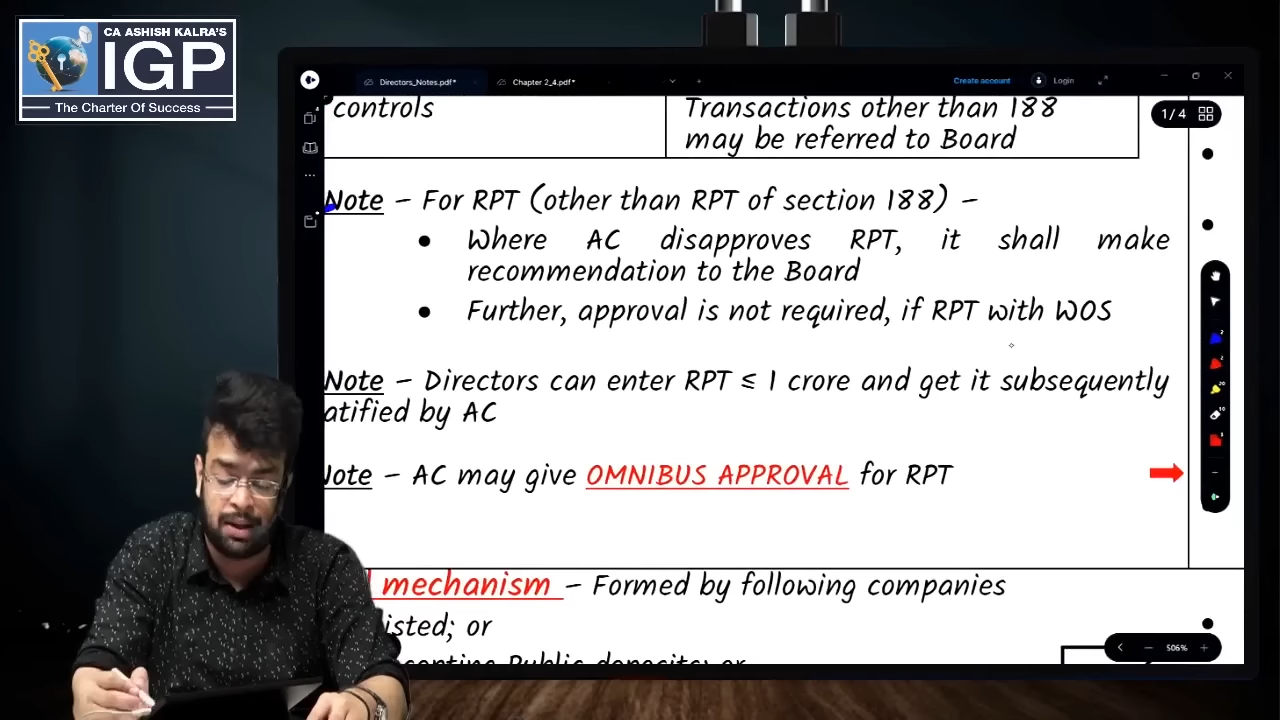 CA ASHISH KALRA'S
IGP
The Charter Of Success
Directors_Notes.pdf*
Chapter 2_4.pdf*
Create account
Login
controls
Transactions other than 188
may be referred to Board
1 / 4
Note – For RPT (other than RPT of section 188) –
• Where AC disapproves RPT, it shall make
recommendation to the Board
• Further, approval is not required, if RPT with WOS
Note – Directors can enter RPT ≤ 1 crore and get it subsequently
atified by AC
Note – AC may give OMNIBUS APPROVAL for RPT
mechanism – Formed by following companies
isted; or
Public deposits; or
506%